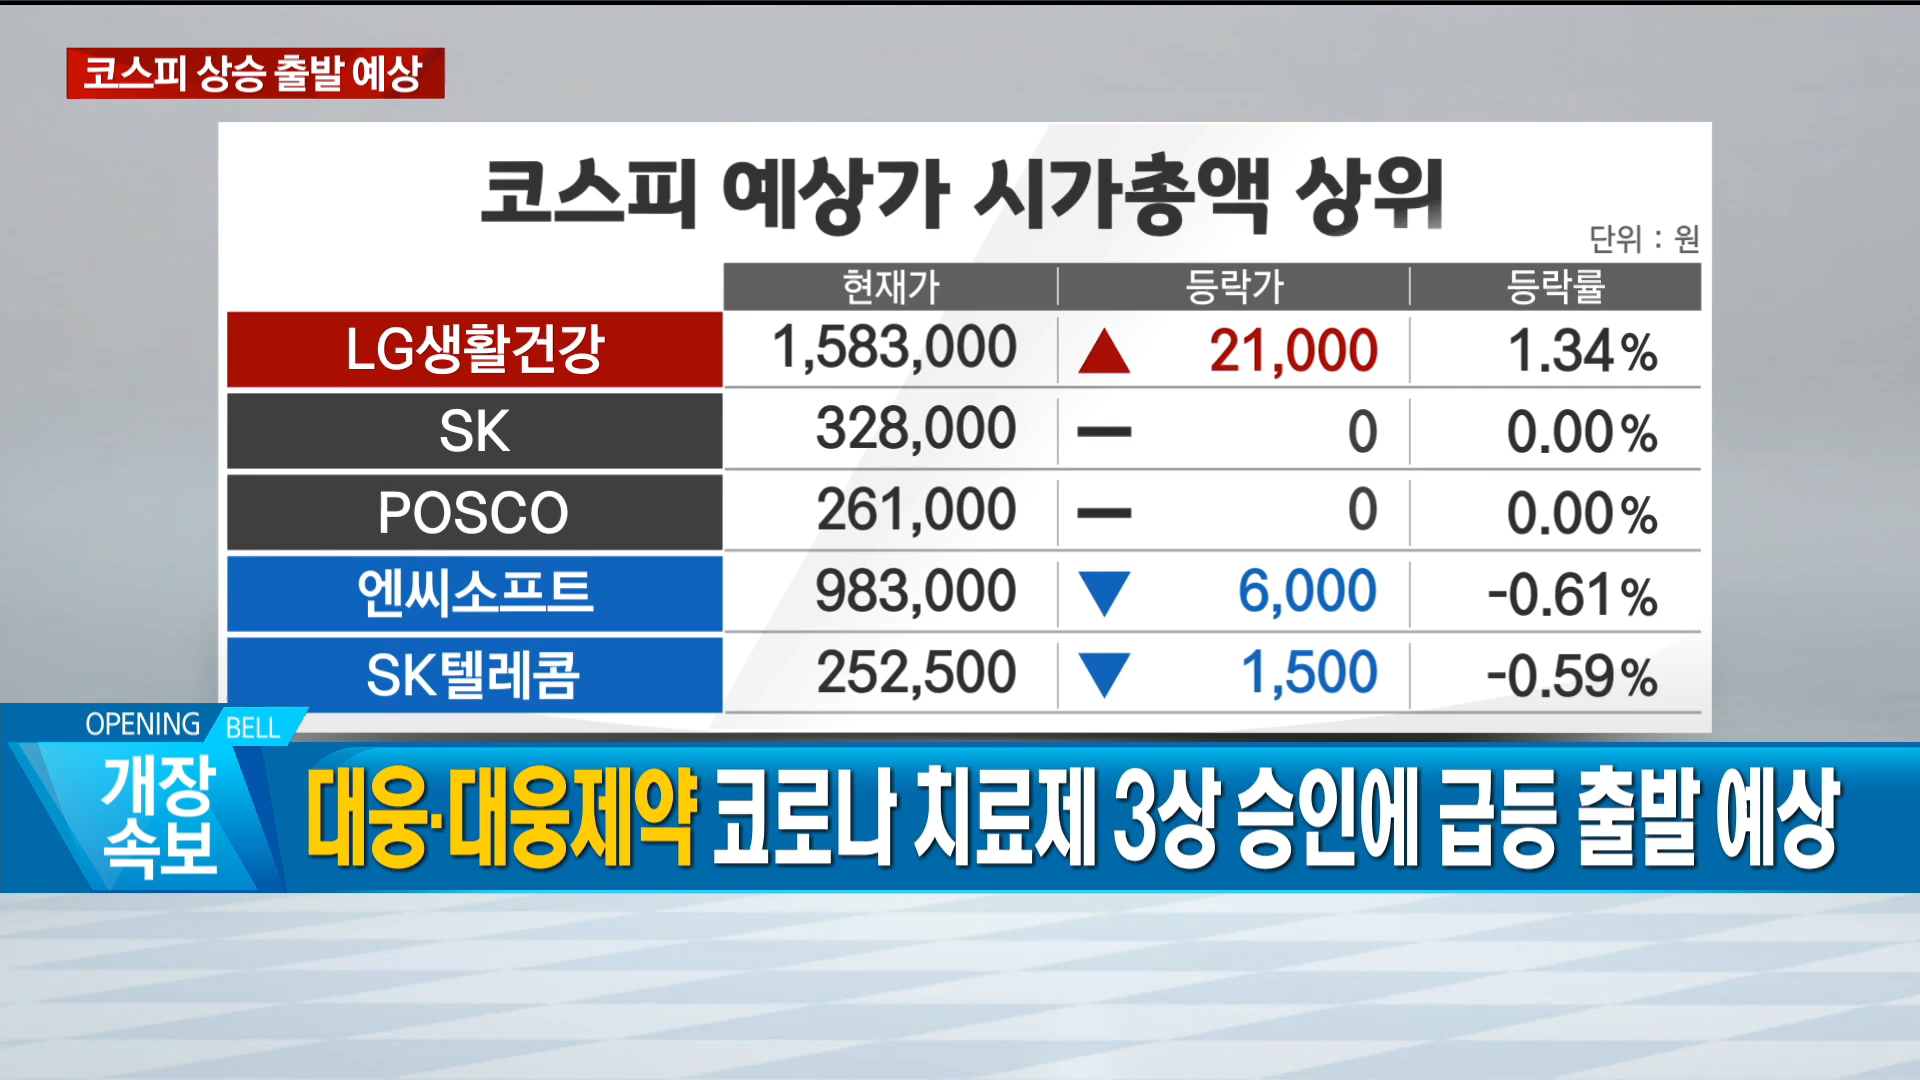 코스피 상승 출발 예상
코스피 예상가 시가총액 상위
단위 : 원
현재가 등락가 등락률
LG생활건강 1,583,000 ▲ 21,000 1.34%
SK 328,000 — 0 0.00%
POSCO 261,000 — 0 0.00%
엔씨소프트 983,000 ▼ 6,000 -0.61%
SK텔레콤 252,500 ▼ 1,500 -0.59%
OPENING BELL
개장
속보
대웅·대웅제약 코로나 치료제 3상 승인에 급등 출발 예상